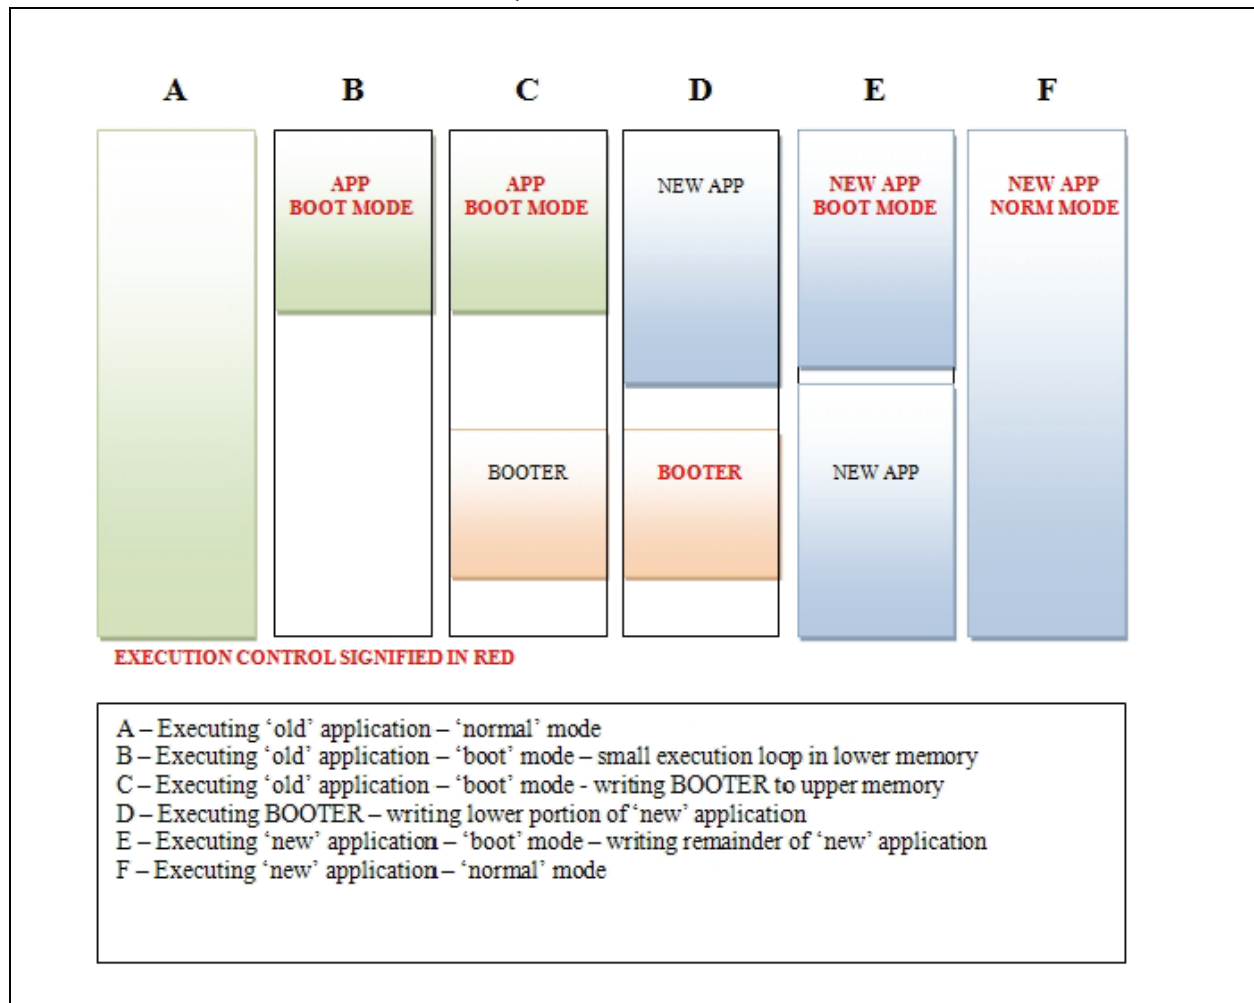 A B C D E F
APP
BOOT MODE
APP
BOOT MODE
NEW APP
NEW APP
BOOT MODE
NEW APP
NORM MODE
BOOTER
BOOTER
NEW APP
EXECUTION CONTROL SIGNIFIED IN RED
A – Executing ‘old’ application – ‘normal’ mode
B – Executing ‘old’ application – ‘boot’ mode – small execution loop in lower memory
C – Executing ‘old’ application – ‘boot’ mode - writing BOOTER to upper memory
D – Executing BOOTER – writing lower portion of ‘new’ application
E – Executing ‘new’ application – ‘boot’ mode – writing remainder of ‘new’ application
F – Executing ‘new’ application – ‘normal’ mode